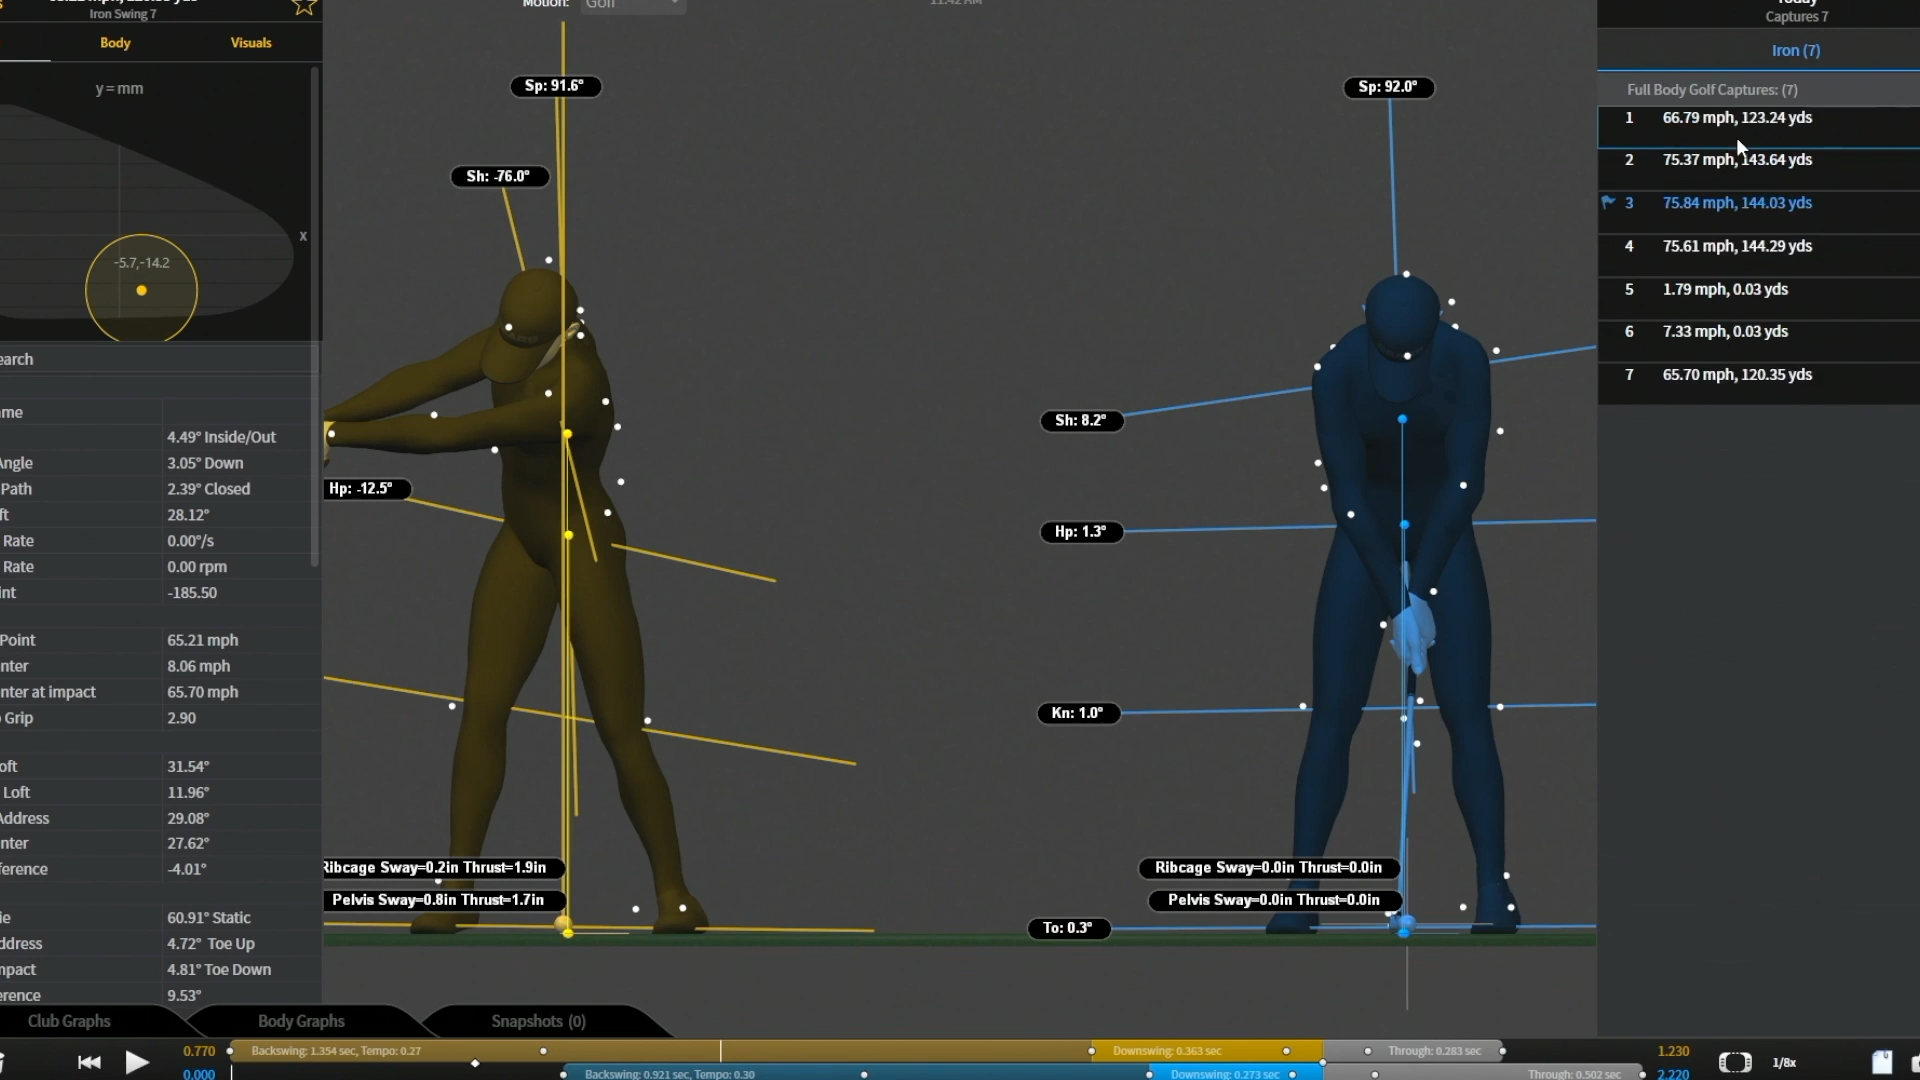 Iron Swing 7
Body
Visuals
y = mm
x
-5.7,-14.2
earch
ame
4.49° Inside/Out
Angle 3.05° Down
Path 2.39° Closed
ft 28.12°
Rate 0.00°/s
Rate 0.00 rpm
int -185.50
Point 65.21 mph
nter 8.06 mph
nter at impact 65.70 mph
Grip 2.90
oft 31.54°
Loft 11.96°
Address 29.08°
nter 27.62°
ference -4.01°
ie 60.91° Static
ddress 4.72° Toe Up
mpact 4.81° Toe Down
erence 9.53°
Motion: Golf
11:42 AM
Sp: 91.6°
Sh: -76.0°
Hp: -12.5°
Ribcage Sway=0.2in Thrust=1.9in
Pelvis Sway=0.8in Thrust=1.7in
Sp: 92.0°
Sh: 8.2°
Hp: 1.3°
Kn: 1.0°
Ribcage Sway=0.0in Thrust=0.0in
Pelvis Sway=0.0in Thrust=0.0in
To: 0.3°
Today
Captures 7
Iron (7)
Full Body Golf Captures: (7)
1 66.79 mph, 123.24 yds
2 75.37 mph, 143.64 yds
3 75.84 mph, 144.03 yds
4 75.61 mph, 144.29 yds
5 1.79 mph, 0.03 yds
6 7.33 mph, 0.03 yds
7 65.70 mph, 120.35 yds
Club Graphs
Body Graphs
Snapshots (0)
0.770
Backswing: 1.354 sec, Tempo: 0.27
Downswing: 0.363 sec
Through: 0.283 sec
1.230
1/8x
0.000
Backswing: 0.921 sec, Tempo: 0.30
Downswing: 0.273 sec
Through: 0.502 sec
2.220